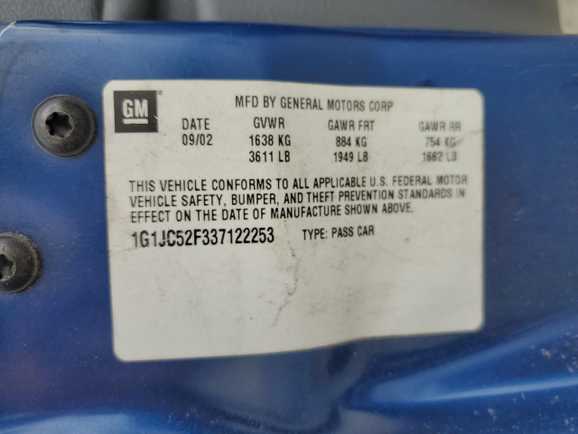 GM
MFD BY GENERAL MOTORS CORP
DATE GVWR GAWR FRT GAWR RR
09/02 1638 KG 884 KG 754 KG
3611 LB 1949 LB 1662 LB
THIS VEHICLE CONFORMS TO ALL APPLICABLE U.S. FEDERAL MOTOR
VEHICLE SAFETY, BUMPER, AND THEFT PREVENTION STANDARDS IN
EFFECT ON THE DATE OF MANUFACTURE SHOWN ABOVE.
1G1JC52F337122253 TYPE: PASS CAR